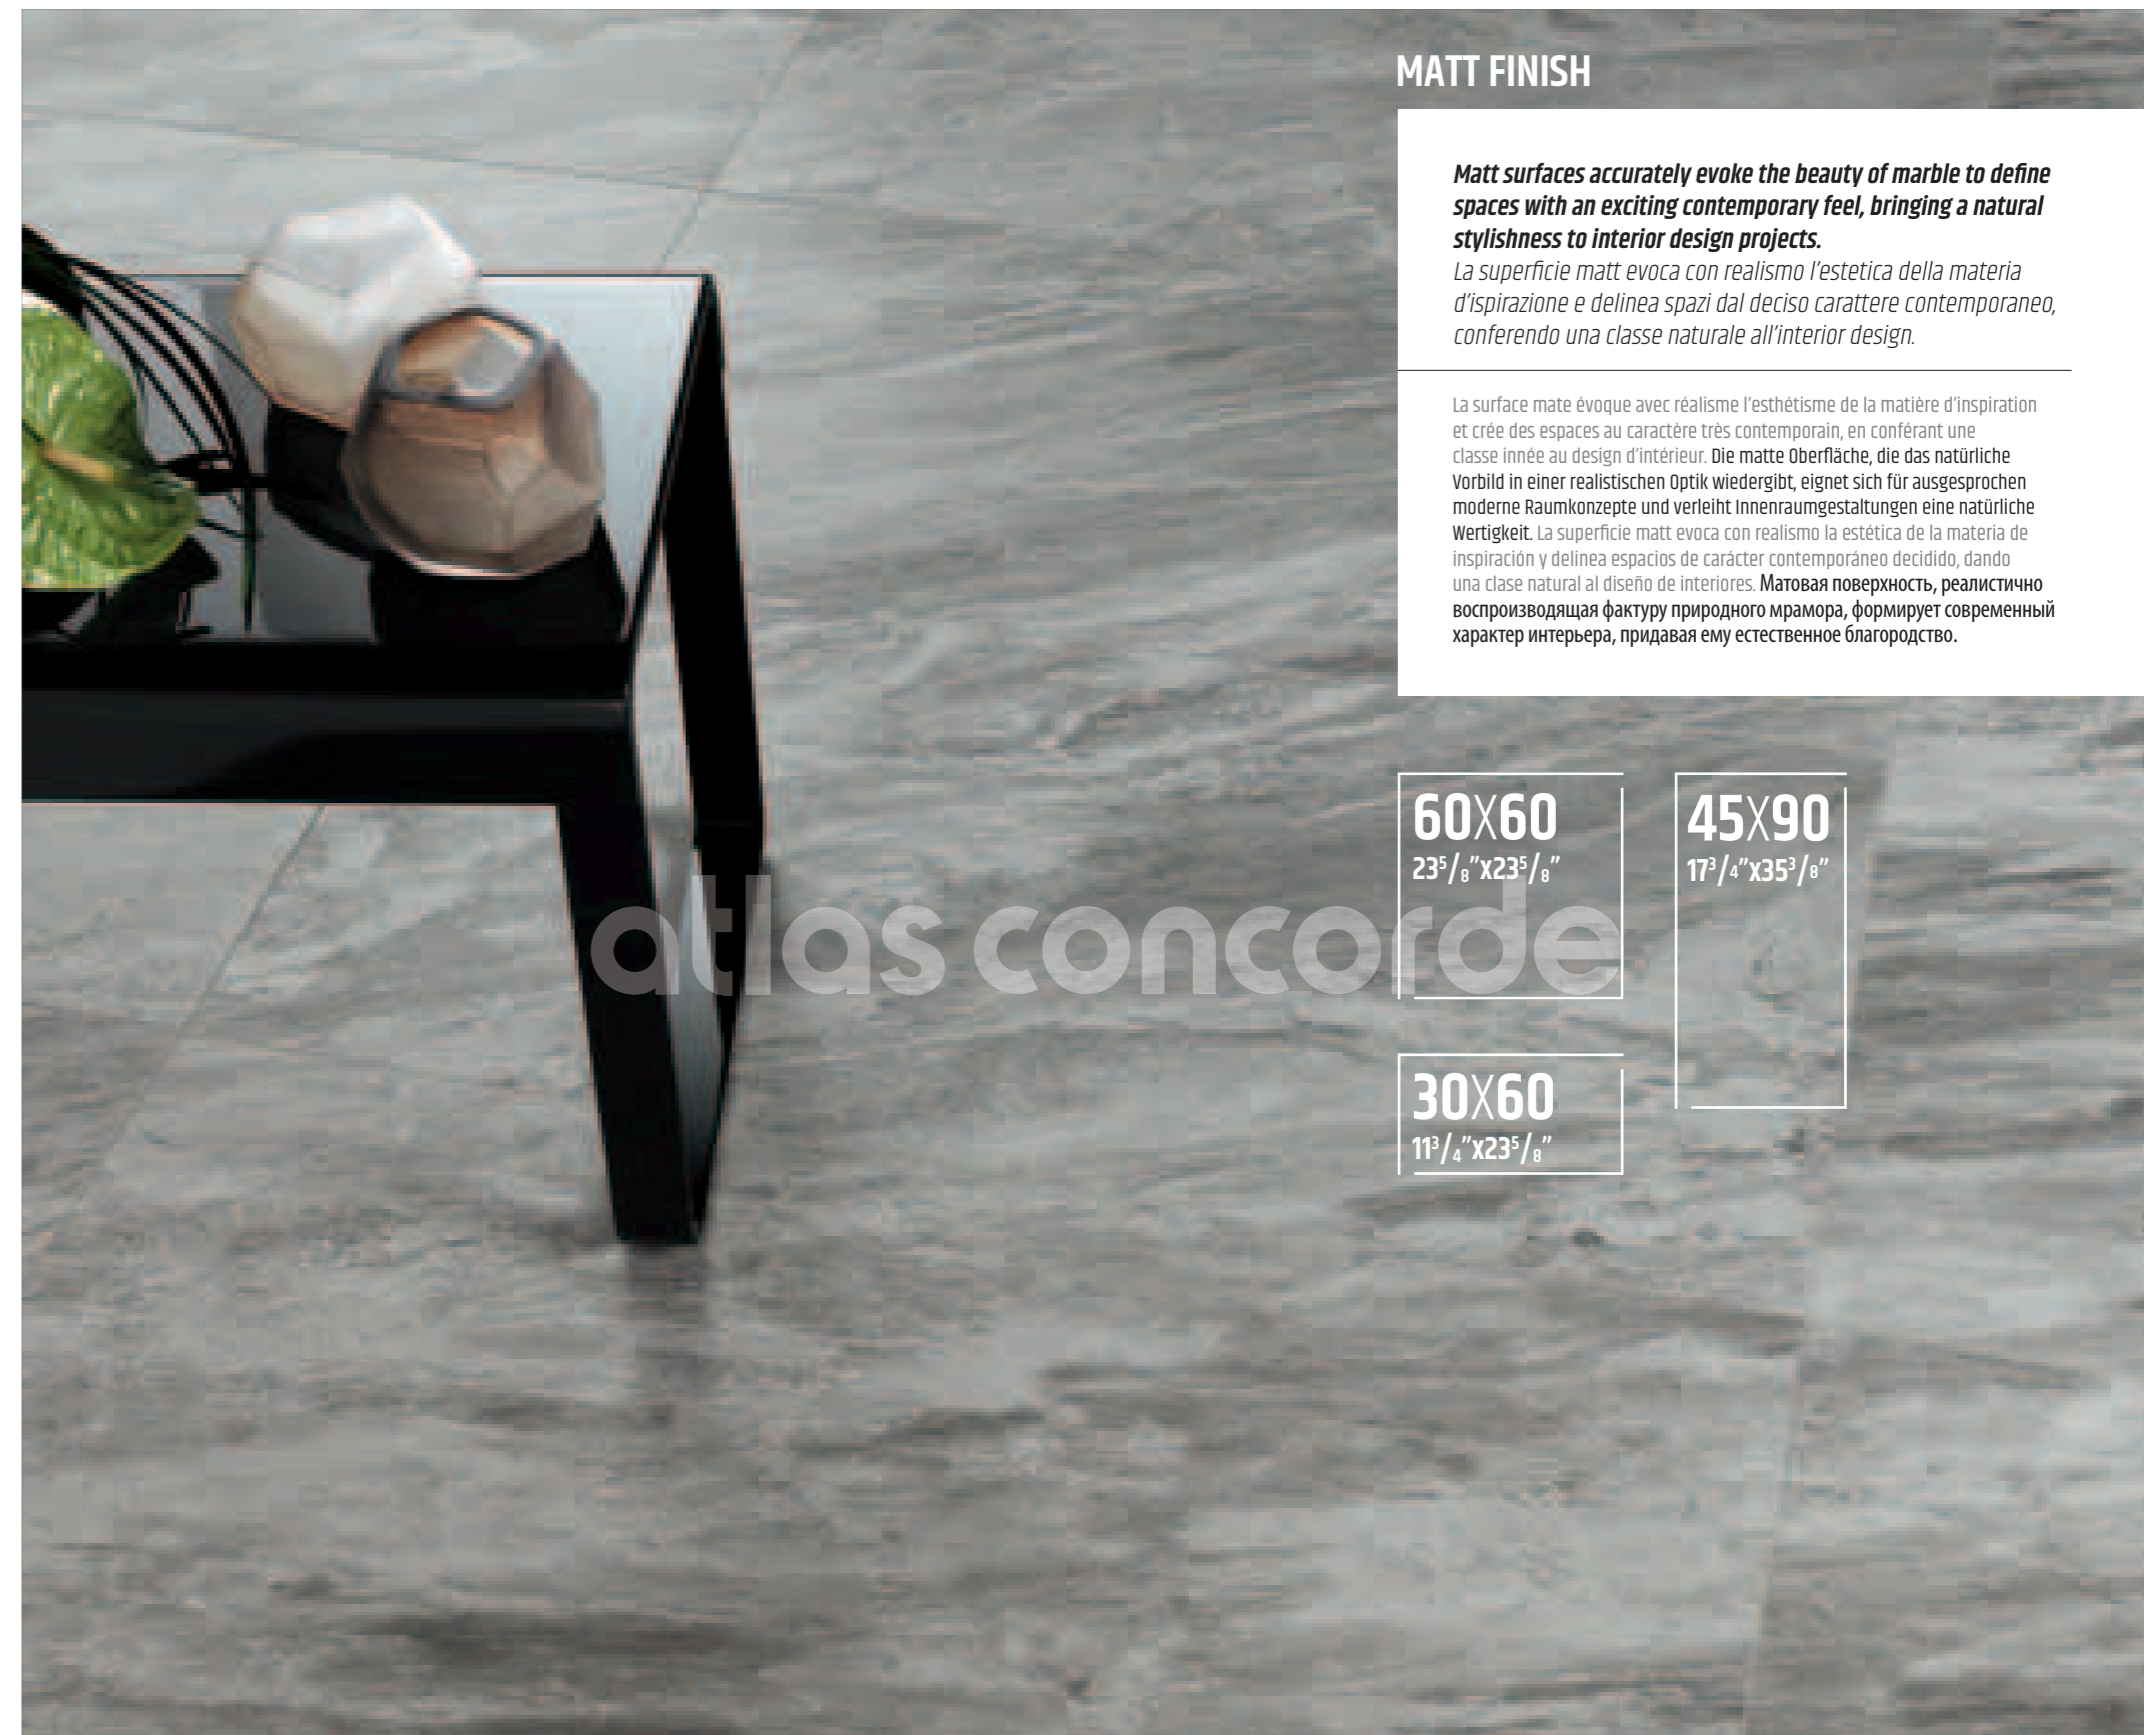 MATT FINISH
Matt surfaces accurately evoke the beauty of marble to define
spaces with an exciting contemporary feel, bringing a natural
stylishness to interior design projects.
La superficie matt evoca con realismo l’estetica della materia
d’ispirazione e delinea spazi dal deciso carattere contemporaneo,
conferendo una classe naturale all’interior design.
La surface mate évoque avec réalisme l’esthétisme de la matière d’inspiration
et crée des espaces au caractère très contemporain, en conférant une
classe innée au design d’intérieur. Die matte Oberfläche, die das natürliche
Vorbild in einer realistischen Optik wiedergibt, eignet sich für ausgesprochen
moderne Raumkonzepte und verleiht Innenraumgestaltungen eine natürliche
Wertigkeit. La superficie matt evoca con realismo la estética de la materia de
inspiración y delinea espacios de carácter contemporáneo decidido, dando
una clase natural al diseño de interiores. Матовая поверхность, реалистично
воспроизводящая фактуру природного мрамора, формирует современный
характер интерьера, придавая ему естественное благородство.
60X60
23⁵/₈”x23⁵/₈”
45X90
17³/₄”x35³/₈”
atlas concorde
30X60
11³/₄”x23⁵/₈”